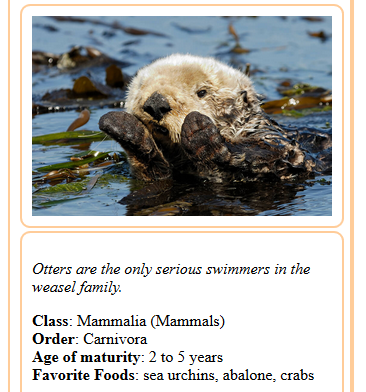 Otters are the only serious swimmers in the
weasel family.
Class: Mammalia (Mammals)
Order: Carnivora
Age of maturity: 2 to 5 years
Favorite Foods: sea urchins, abalone, crabs